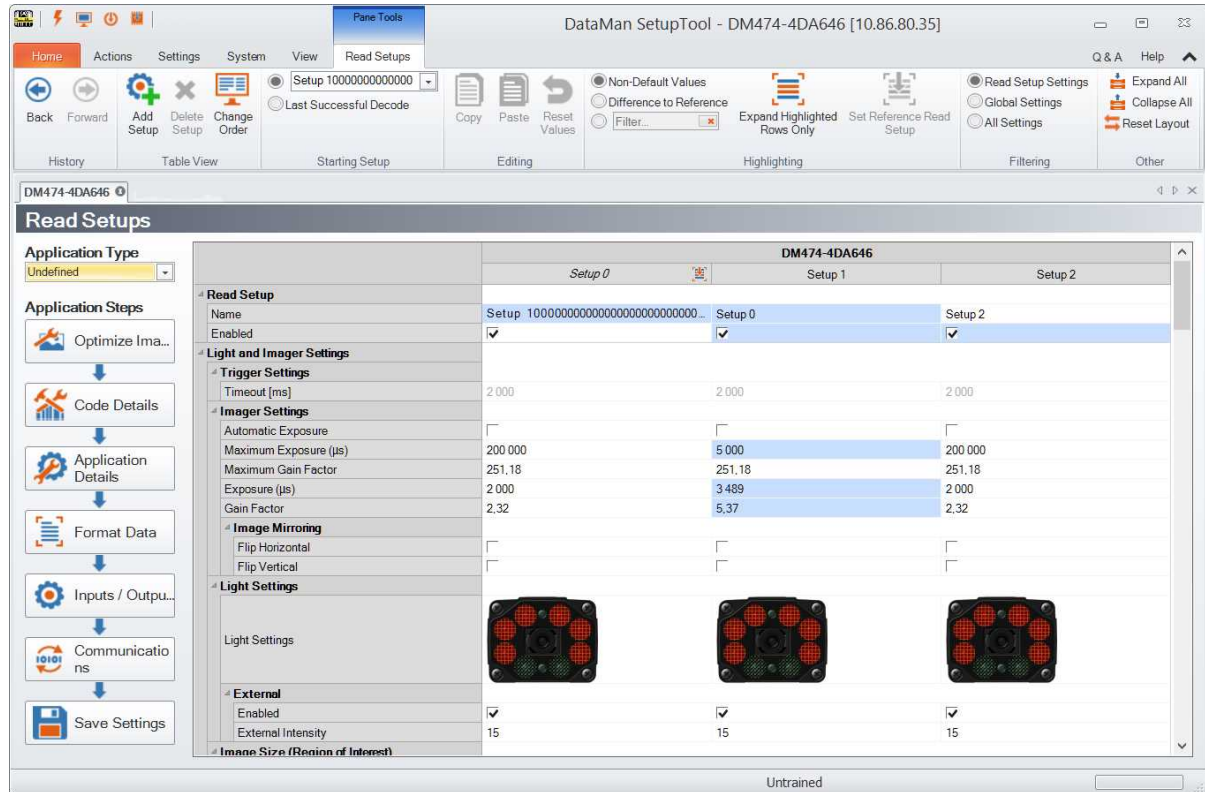 Pane Tools
DataMan SetupTool - DM474-4DA646 [10.86.80.35]
Home Actions Settings System View Read Setups Q & A Help
Back Forward
History
Add Setup Delete Setup Change Order
Table View
Setup 10000000000000
Last Successful Decode
Starting Setup
Copy Paste Reset Values
Editing
Non-Default Values
Difference to Reference
Filter...
Expand Highlighted Rows Only
Set Reference Read Setup
Highlighting
Read Setup Settings
Global Settings
All Settings
Filtering
Expand All
Collapse All
Reset Layout
Other
DM474-4DA646
Read Setups
Application Type
Undefined
Application Steps
Optimize Ima...
Code Details
Application Details
Format Data
Inputs / Outpu...
Communicatio
ns
Save Settings
DM474-4DA646
Setup 0 Setup 1 Setup 2
Read Setup
Name Setup 1000000000000000000000000000... Setup 0 Setup 2
Enabled
Light and Imager Settings
Trigger Settings
Timeout [ms] 2 000 2 000 2 000
Imager Settings
Automatic Exposure
Maximum Exposure (µs) 200 000 5 000 200 000
Maximum Gain Factor 251,18 251,18 251,18
Exposure (µs) 2 000 3 489 2 000
Gain Factor 2,32 5,37 2,32
Image Mirroring
Flip Horizontal
Flip Vertical
Light Settings
Light Settings
External
Enabled
External Intensity 15 15 15
Image Size (Region of Interest)
Untrained